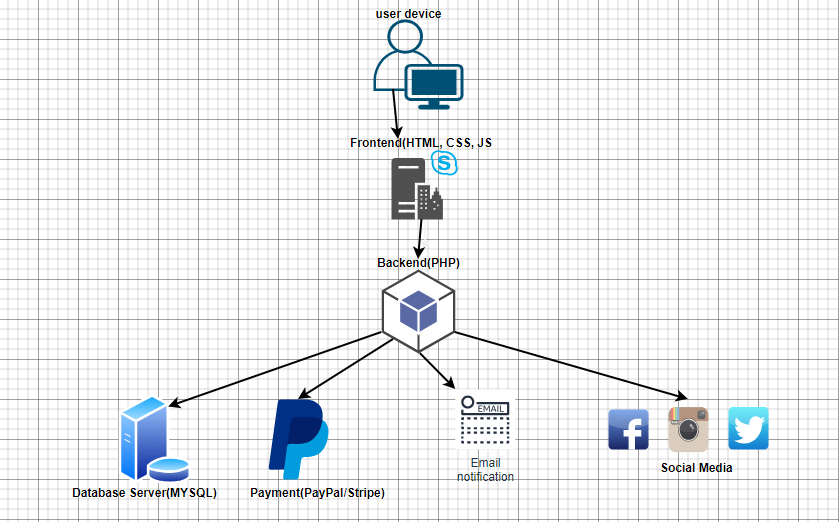 user device
Frontend(HTML, CSS, JS
S
Backend(PHP)
EMAIL
f
Email
notification
Social Media
Database Server(MYSQL)
Payment(PayPal/Stripe)